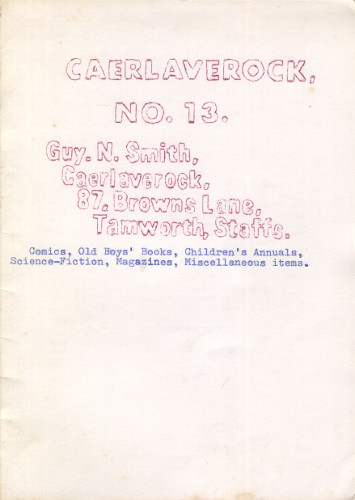 CAERLAVEROCK,
NO. 13.
Guy. N. Smith,
Caerlaverock,
87. Browns Lane,
Tamworth, Staffs.
Comics, Old Boys' Books, Children's Annuals,
Science-Fiction, Magazines, Miscellaneous items.